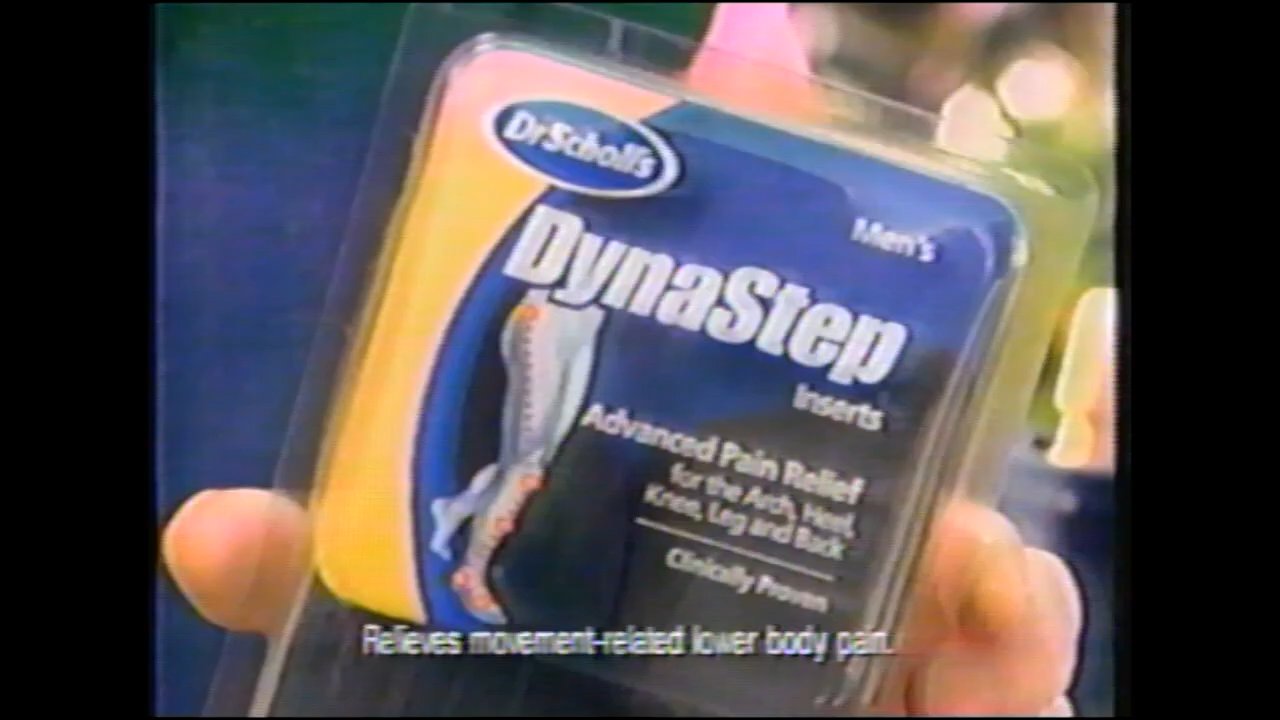 Dr Scholl's
Men's
DynaStep
Inserts
Advanced Pain Relief
for the Arch, Heel,
Knee, Leg and Back
Clinically Proven
Relieves movement-related lower body pain.